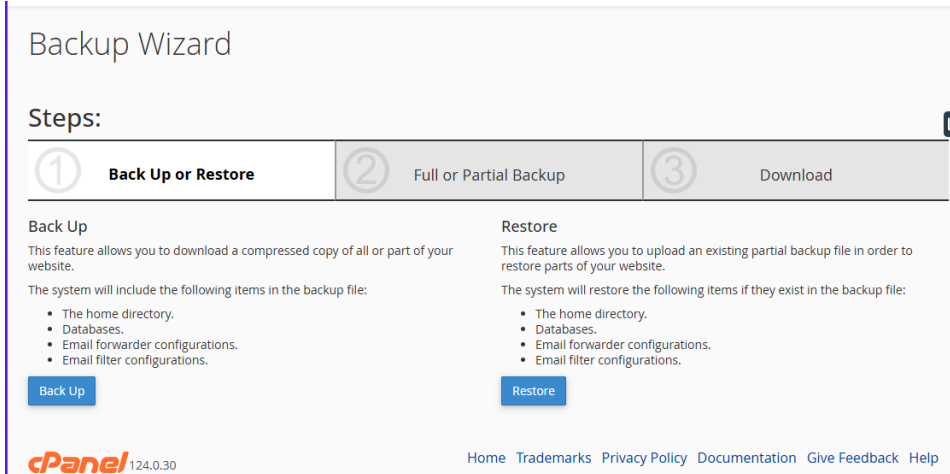 Backup Wizard
Steps:
1 Back Up or Restore 2 Full or Partial Backup 3 Download
Back Up
This feature allows you to download a compressed copy of all or part of your
website.
The system will include the following items in the backup file:
• The home directory.
• Databases.
• Email forwarder configurations.
• Email filter configurations.
Back Up
Restore
This feature allows you to upload an existing partial backup file in order to
restore parts of your website.
The system will restore the following items if they exist in the backup file:
• The home directory.
• Databases.
• Email forwarder configurations.
• Email filter configurations.
Restore
cPanel 124.0.30
Home Trademarks Privacy Policy Documentation Give Feedback Help